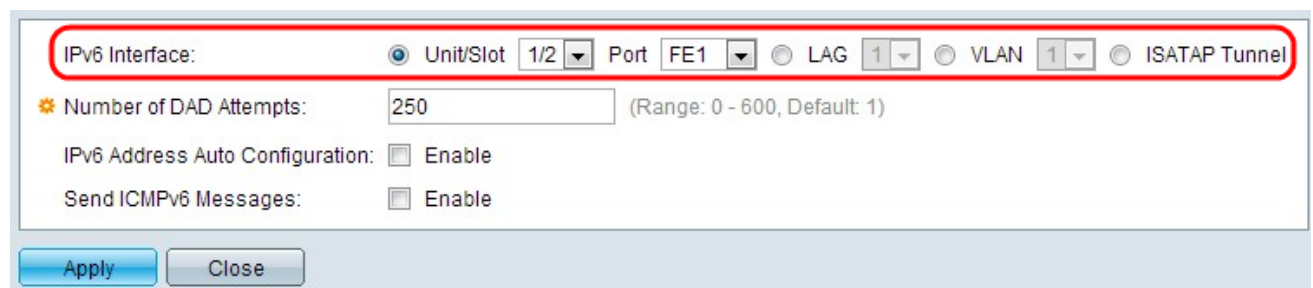 IPv6 Interface: Unit/Slot 1/2 Port FE1 LAG 1 VLAN 1 ISATAP Tunnel
Number of DAD Attempts: 250 (Range: 0 - 600, Default: 1)
IPv6 Address Auto Configuration: Enable
Send ICMPv6 Messages: Enable
Apply Close